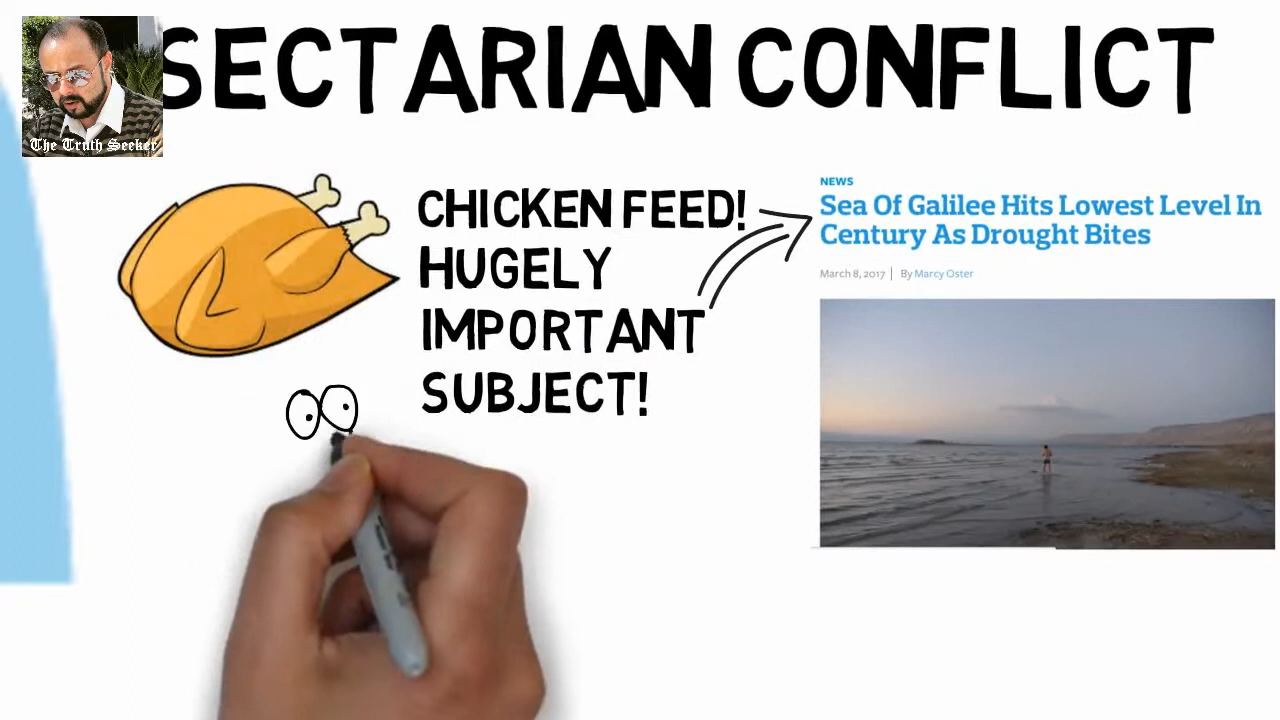 SECTARIAN CONFLICT
The Truth Seeker
CHICKEN FEED!
HUGELY
IMPORTANT
SUBJECT!
NEWS
Sea Of Galilee Hits Lowest Level In
Century As Drought Bites
March 8, 2017 | By Marcy Oster